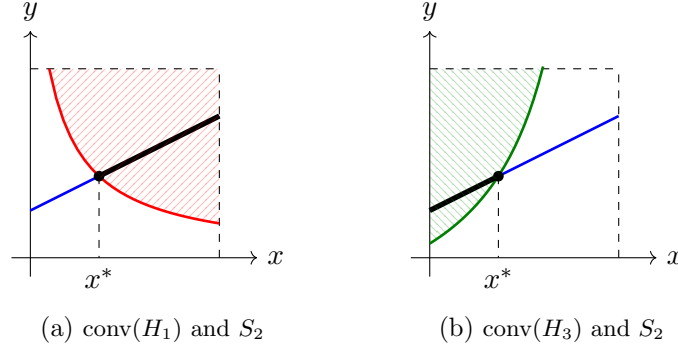 y
x
x*
(a) conv(H₁) and S₂
y
x
x*
(b) conv(H₃) and S₂